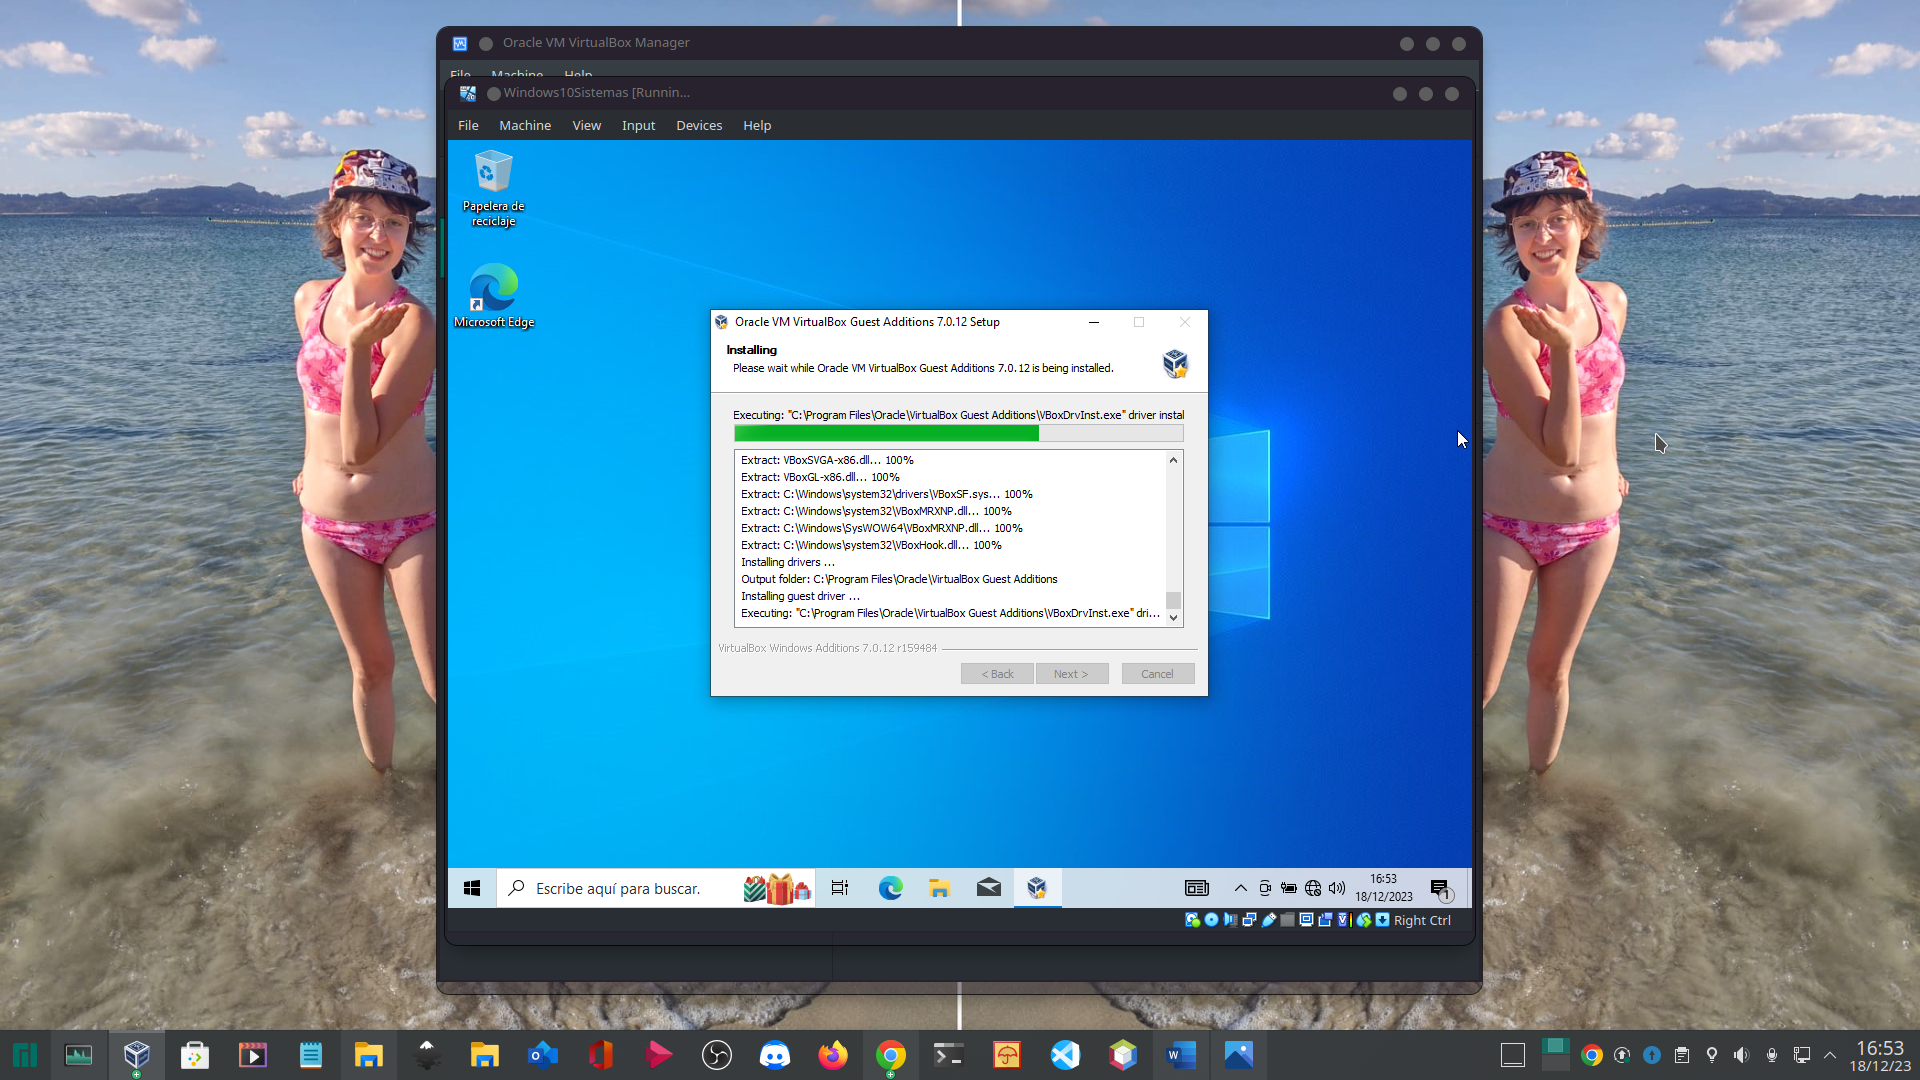 Oracle VM VirtualBox Manager
File Machine Help
Windows10Sistemas [Runnin...
File Machine View Input Devices Help
Papelera de
reciclaje
Microsoft Edge
Oracle VM VirtualBox Guest Additions 7.0.12 Setup
Installing
Please wait while Oracle VM VirtualBox Guest Additions 7.0.12 is being installed.
Executing: "C:\Program Files\Oracle\VirtualBox Guest Additions\VBoxDrvInst.exe" driver instal
Extract: VBoxSVGA-x86.dll... 100%
Extract: VBoxGL-x86.dll... 100%
Extract: C:\Windows\system32\drivers\VBoxSF.sys... 100%
Extract: C:\Windows\system32\VBoxMRXNP.dll... 100%
Extract: C:\Windows\SysWOW64\VBoxMRXNP.dll... 100%
Extract: C:\Windows\system32\VBoxHook.dll... 100%
Installing drivers ...
Output folder: C:\Program Files\Oracle\VirtualBox Guest Additions
Installing guest driver ...
Executing: "C:\Program Files\Oracle\VirtualBox Guest Additions\VBoxDrvInst.exe" dri...
VirtualBox Windows Additions 7.0.12 r159484
< Back Next > Cancel
Escribe aquí para buscar.
16:53
18/12/2023
1
Right Ctrl
16:53
18/12/23